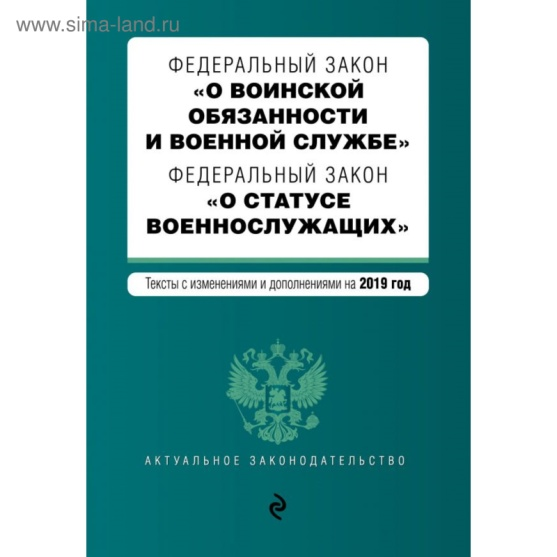 www.sima-land.ru
ФЕДЕРАЛЬНЫЙ ЗАКОН
«О ВОИНСКОЙ
ОБЯЗАННОСТИ
И ВОЕННОЙ СЛУЖБЕ»
ФЕДЕРАЛЬНЫЙ ЗАКОН
«О СТАТУСЕ
ВОЕННОСЛУЖАЩИХ»
Тексты с изменениями и дополнениями на 2019 год
АКТУАЛЬНОЕ ЗАКОНОДАТЕЛЬСТВО